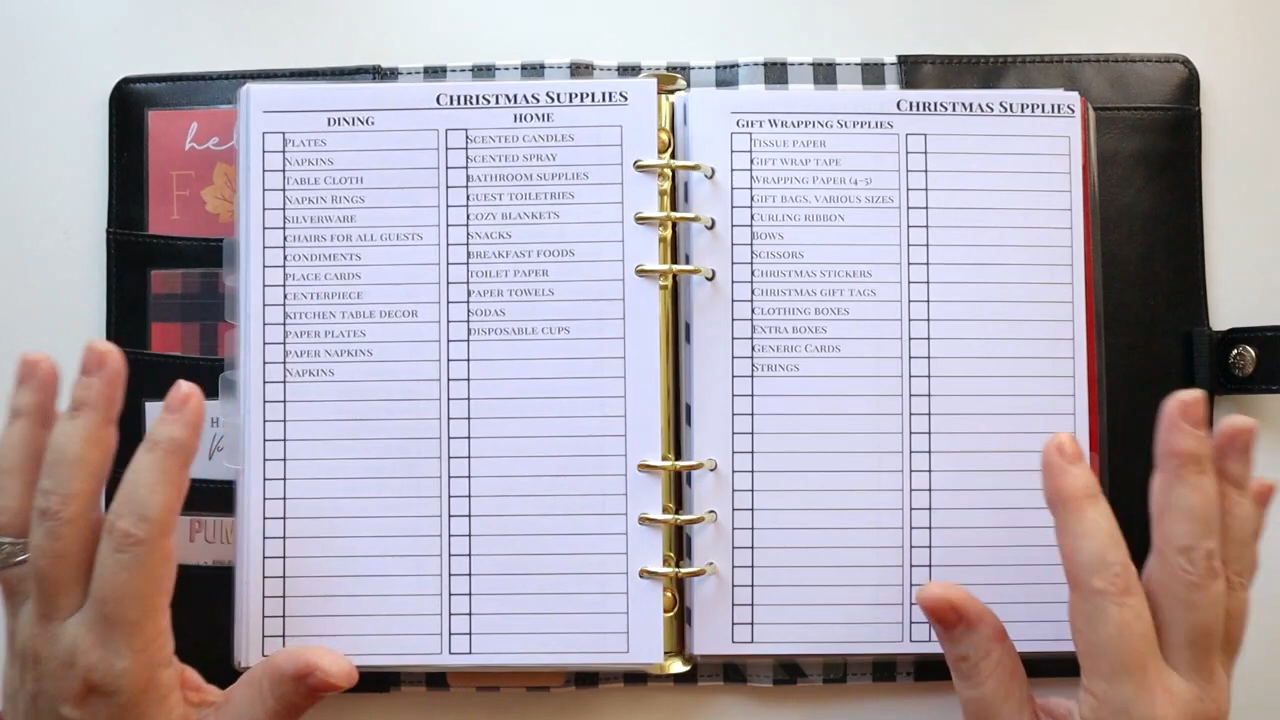 hel
F
H
PUM
CHRISTMAS SUPPLIES
DINING
PLATES
NAPKINS
TABLE CLOTH
NAPKIN RINGS
SILVERWARE
CHAIRS FOR ALL GUESTS
CONDIMENTS
PLACE CARDS
CENTERPIECE
KITCHEN TABLE DECOR
PAPER PLATES
PAPER NAPKINS
NAPKINS
HOME
SCENTED CANDLES
SCENTED SPRAY
BATHROOM SUPPLIES
GUEST TOILETRIES
COZY BLANKETS
SNACKS
BREAKFAST FOODS
TOILET PAPER
PAPER TOWELS
SODAS
DISPOSABLE CUPS
CHRISTMAS SUPPLIES
GIFT WRAPPING SUPPLIES
TISSUE PAPER
GIFT WRAP TAPE
WRAPPING PAPER (4-5)
GIFT BAGS, VARIOUS SIZES
CURLING RIBBON
BOWS
SCISSORS
CHRISTMAS STICKERS
CHRISTMAS GIFT TAGS
CLOTHING BOXES
EXTRA BOXES
GENERIC CARDS
STRINGS